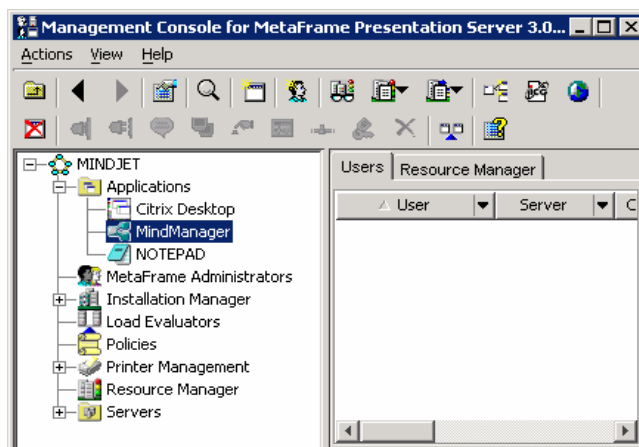 Management Console for MetaFrame Presentation Server 3.0...
Actions View Help
MINDJET
Applications
Citrix Desktop
MindManager
NOTEPAD
MetaFrame Administrators
Installation Manager
Load Evaluators
Policies
Printer Management
Resource Manager
Servers
Users Resource Manager
User Server C